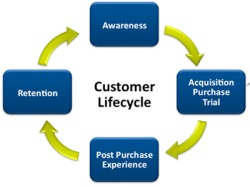 Awareness
Acquisition
Purchase
Trial
Customer
Lifecycle
Retention
Post Purchase
Experience